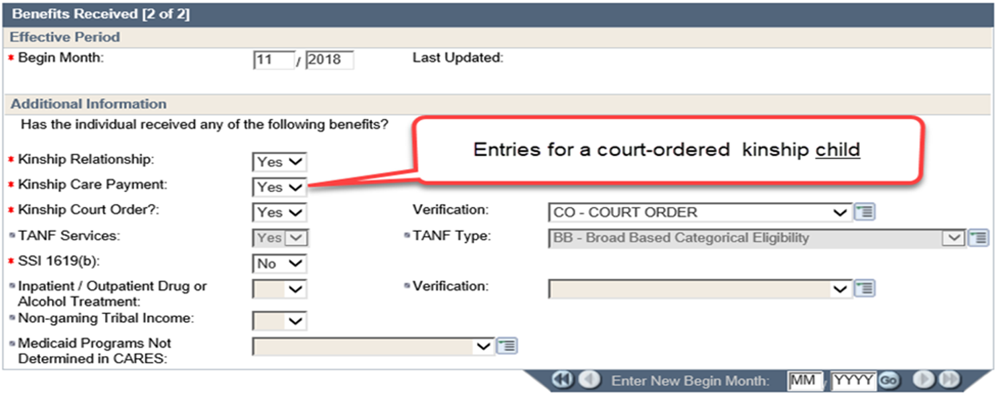 Benefits Received [2 of 2]
Effective Period
* Begin Month: 11 / 2018 Last Updated:
Additional Information
Has the individual received any of the following benefits?
Entries for a court-ordered kinship child
* Kinship Relationship: Yes
* Kinship Care Payment: Yes
* Kinship Court Order?: Yes Verification: CO - COURT ORDER
TANF Services: Yes TANF Type: BB - Broad Based Categorical Eligibility
* SSI 1619(b): No
Inpatient / Outpatient Drug or
Alcohol Treatment: Verification:
Non-gaming Tribal Income:
Medicaid Programs Not
Determined in CARES:
Enter New Begin Month: MM / YYYY Go